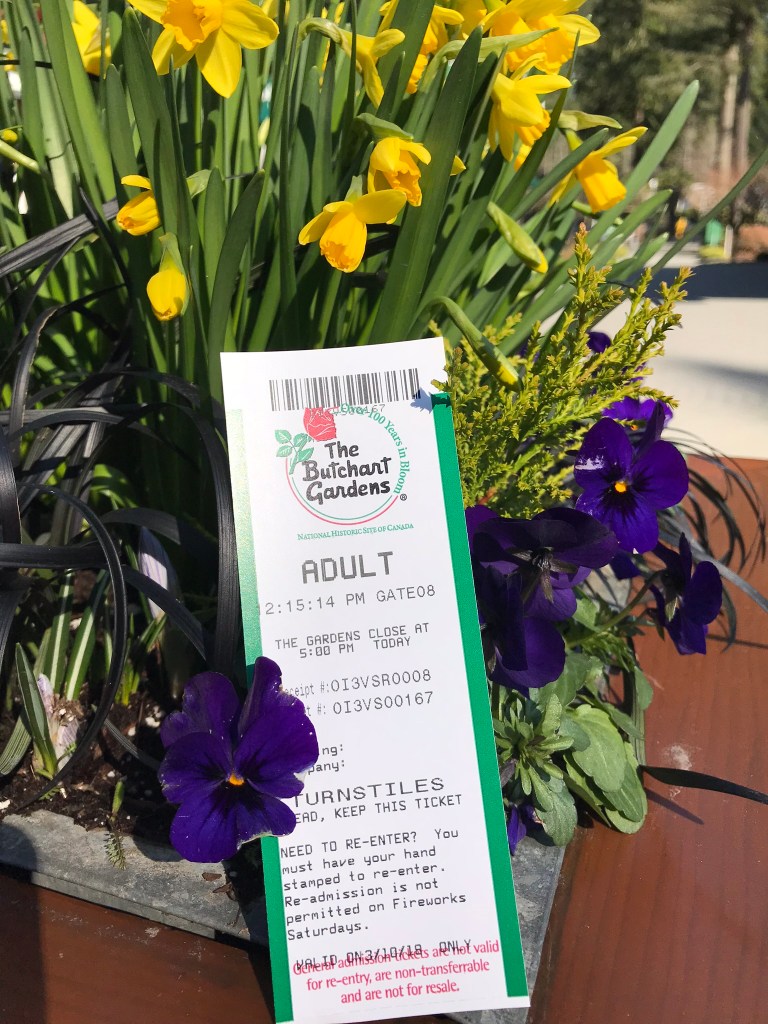 Over 100 Years in Bloom
The
Butchart
Gardens ®
NATIONAL HISTORIC SITE OF CANADA
ADULT
2:15:14 PM GATE08
THE GARDENS CLOSE AT
5:00 PM TODAY
eceipt #:OI3VSR0008
t #: OI3VS00167
ng:
pany:
TURNSTILES
EAD, KEEP THIS TICKET
NEED TO RE-ENTER? You
must have your hand
stamped to re-enter.
Re-admission is not
permitted on Fireworks
Saturdays.
VALID ON3/10/18 ONLY
General admission tickets are not valid
for re-entry, are non-transferrable
and are not for resale.